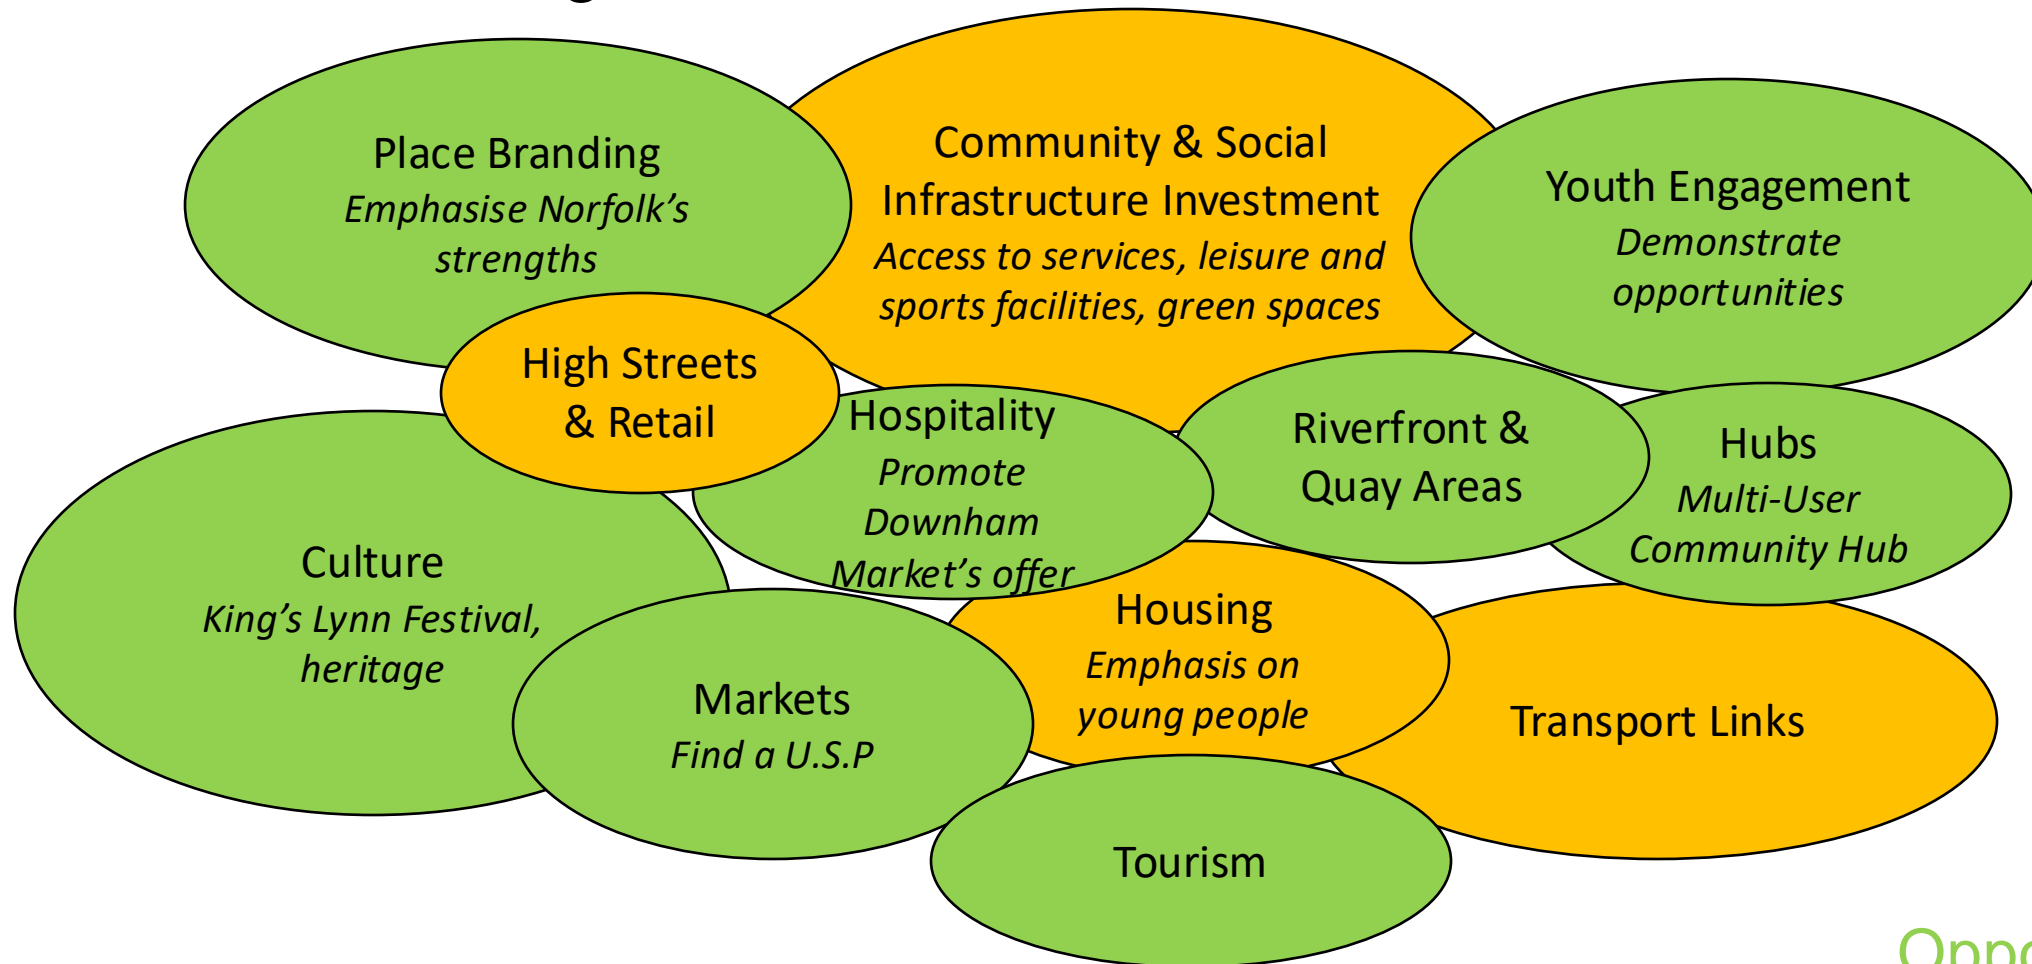 Place Branding
Emphasise Norfolk's
strengths
Community & Social
Infrastructure Investment
Access to services, leisure and
sports facilities, green spaces
Youth Engagement
Demonstrate
opportunities
High Streets
& Retail
Hospitality
Promote
Downham
Market's offer
Riverfront &
Quay Areas
Hubs
Multi-User
Community Hub
Culture
King's Lynn Festival,
heritage
Markets
Find a U.S.P
Housing
Emphasis on
young people
Transport Links
Tourism